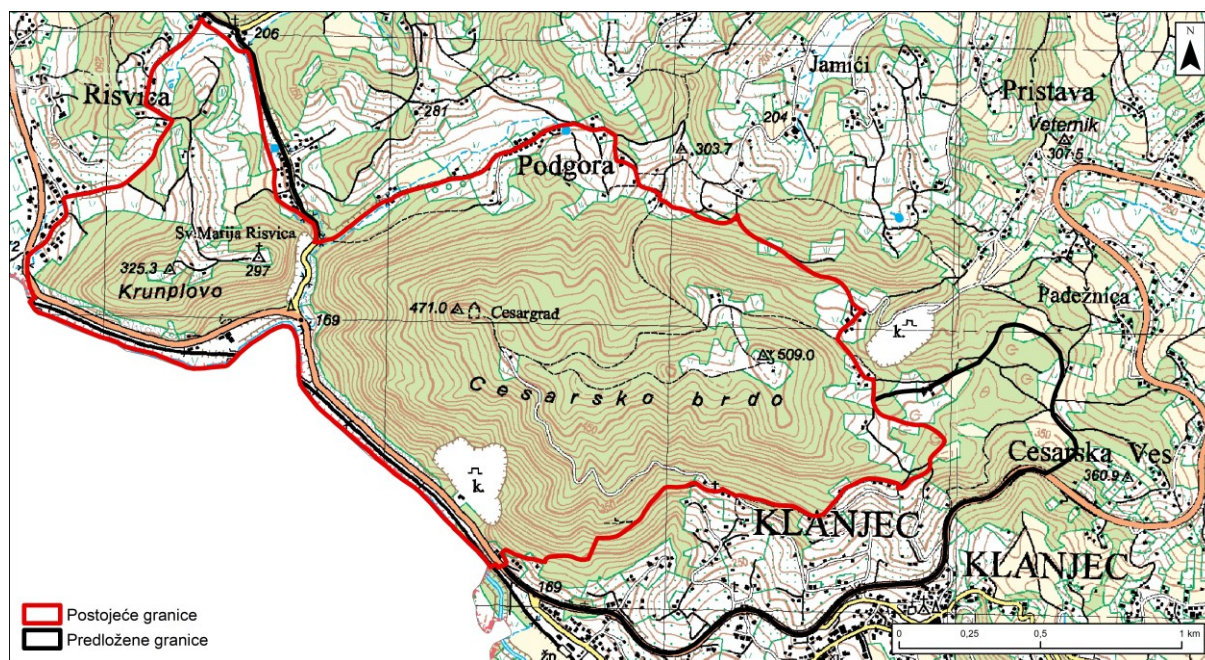 N
206
Risvica
Jamići
Pristava
Veternik
307.5
281
204
303.7
Podgora
Sv. Marija Risvica
297
325.3
Krunplovo
169
471.0
Cesargrad
509.0
k.
Padežnica
Cesarsko brdo
350
Cesarska Ves
360.9
k.
KLANJEC
KLANJEC
169
žp.
Postojeće granice
Predložene granice
0 0,25 0,5 1 km